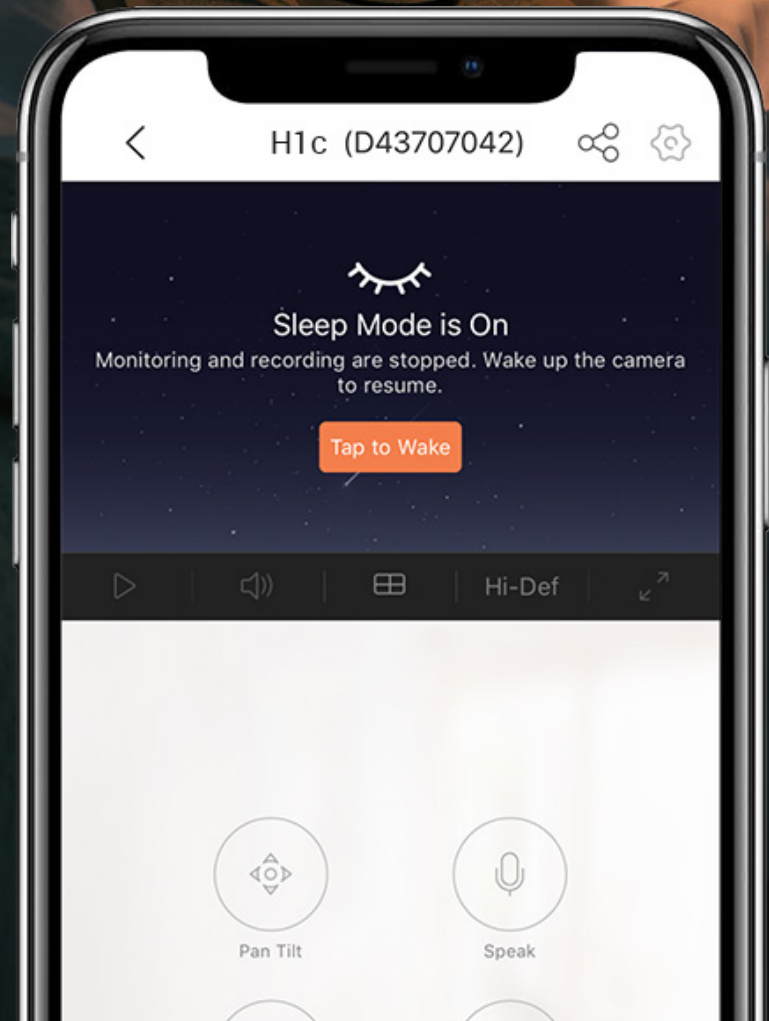 H1c (D43707042)
Sleep Mode is On
Monitoring and recording are stopped. Wake up the camera
to resume.
Tap to Wake
Hi-Def
Pan Tilt
Speak